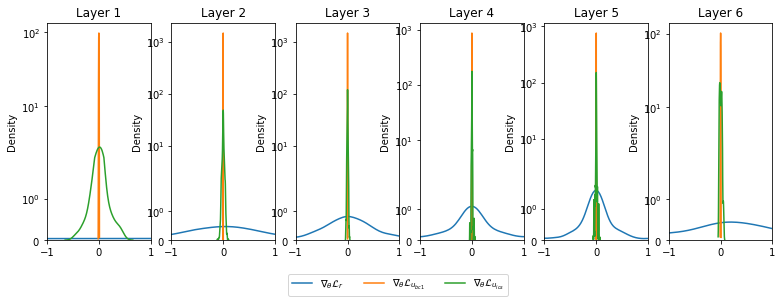 Layer 1 Layer 2 Layer 3 Layer 4 Layer 5 Layer 6
Density 10² 10¹ 10⁰ 0 −1 0 1
Density 10³ 10² 10¹ 10⁰ 0 −1 0 1
Density 10³ 10² 10¹ 10⁰ 0 −1 0 1
Density 10³ 10² 10¹ 10⁰ 0 −1 0 1
Density 10³ 10² 10¹ 10⁰ 0 −1 0 1
Density 10² 10¹ 10⁰ 0 −1 0 1
∇θℒr ∇θℒu_bc1 ∇θℒu_ics